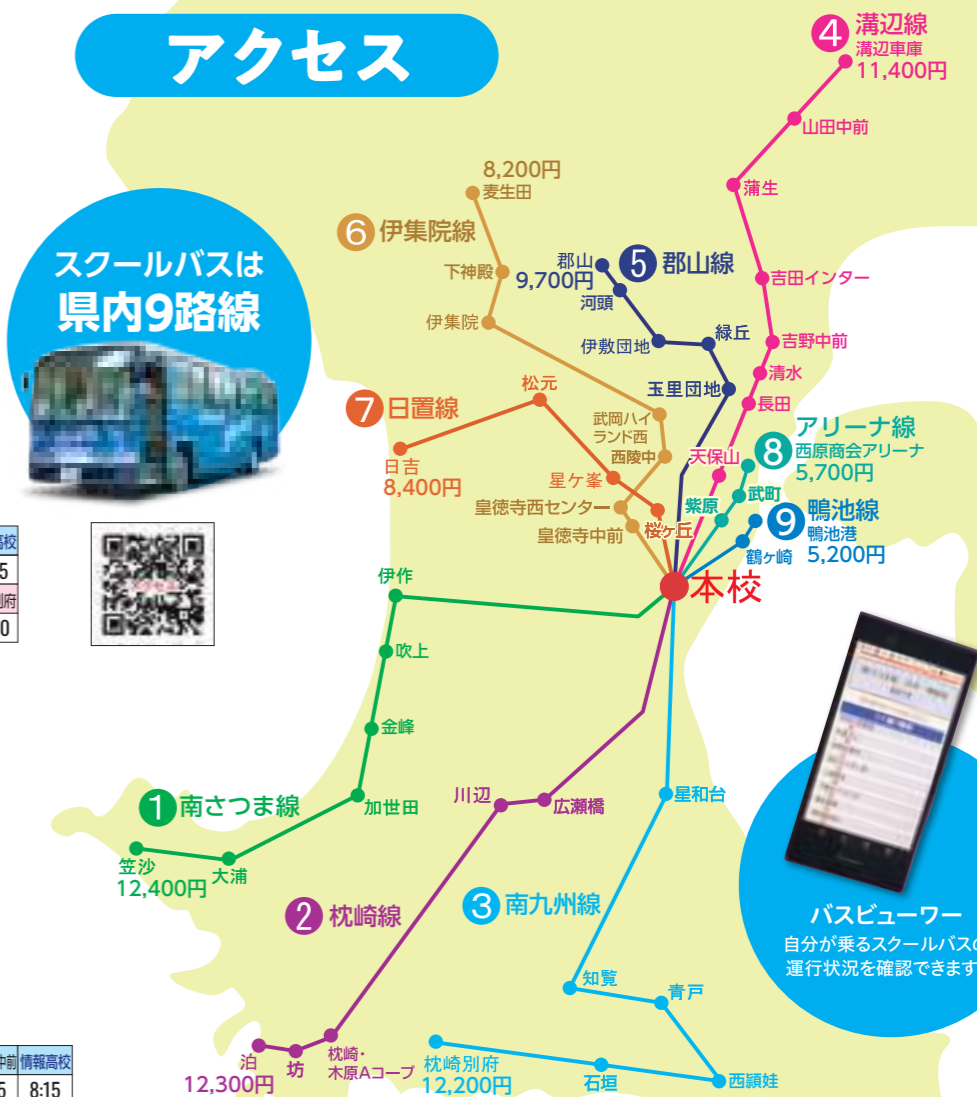 アクセス
スクールバスは
県内9路線
4 溝辺線
溝辺車庫
11,400円
山田中前
蒲生
吉田インター
吉野中前
清水
長田
天保山
8,200円
麦生田
6 伊集院線
下神殿
伊集院
武岡ハイ
ランド西
西陵中
皇徳寺西センター
皇徳寺中前
5 郡山線
郡山
9,700円
河頭
伊敷団地
緑丘
玉里団地
7 日置線
松元
日吉
8,400円
星ケ峯
桜ヶ丘
8 アリーナ線
西原商会アリーナ
5,700円
武町
紫原
9 鴨池線
鴨池港
5,200円
鶴ヶ崎
本校
伊作
吹上
金峰
加世田
1 南さつま線
笠沙
12,400円
大浦
川辺
広瀬橋
2 枕崎線
泊
12,300円
坊
枕崎・
木原Aコープ
3 南九州線
星和台
知覧
青戸
西頴娃
石垣
枕崎別府
12,200円
アクセス
バスビューワー
自分が乗るスクールバスの
運行状況を確認できます
中前 情報高校
5 8:15